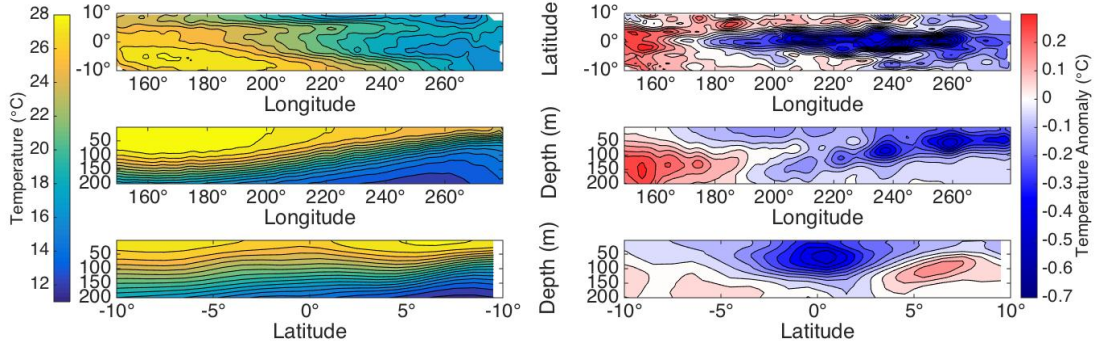 28
26
24
22
20
18
16
14
12
Temperature (°C)
10°
0°
-10°
160° 180° 200° 220° 240° 260°
Longitude
50
100
150
200
160° 180° 200° 220° 240° 260°
Longitude
50
100
150
200
-10° -5° 0° 5° -10°
Latitude
Latitude
10°
0°
-10°
160° 180° 200° 220° 240° 260°
Longitude
Depth (m)
50
100
150
200
160° 180° 200° 220° 240° 260°
Longitude
Depth (m)
50
100
150
200
-10° -5° 0° 5° 10°
Latitude
0.2
0.1
0
-0.1
-0.2
-0.3
-0.4
-0.5
-0.6
-0.7
Temperature Anomaly (°C)